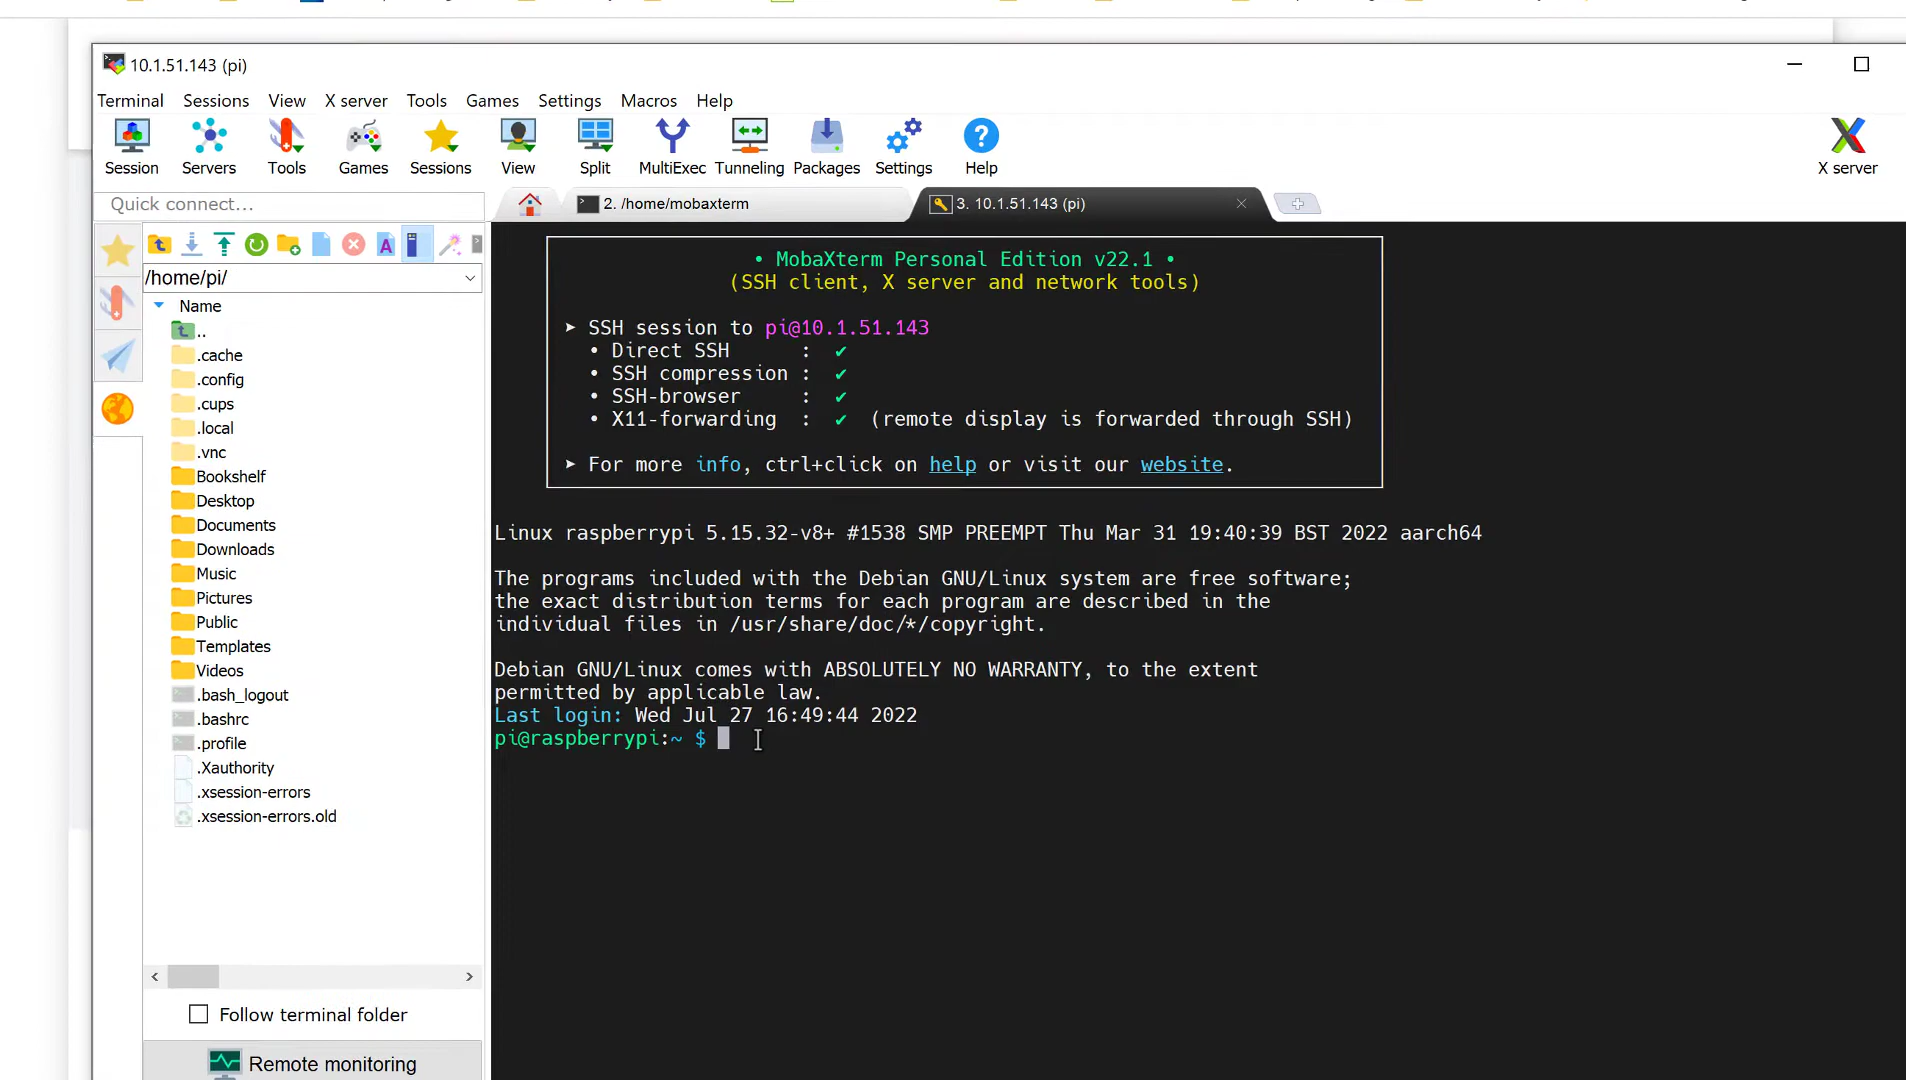 10.1.51.143 (pi)
Terminal Sessions View X server Tools Games Settings Macros Help
Session Servers Tools Games Sessions View Split MultiExec Tunneling Packages Settings Help X server
Quick connect...
2. /home/mobaxterm
3. 10.1.51.143 (pi)
/home/pi/
Name
..
.cache
.config
.cups
.local
.vnc
Bookshelf
Desktop
Documents
Downloads
Music
Pictures
Public
Templates
Videos
.bash_logout
.bashrc
.profile
.Xauthority
.xsession-errors
.xsession-errors.old
Follow terminal folder
Remote monitoring
• MobaXterm Personal Edition v22.1 •
(SSH client, X server and network tools)
➤ SSH session to pi@10.1.51.143
• Direct SSH : ✔
• SSH compression : ✔
• SSH-browser : ✔
• X11-forwarding : ✔ (remote display is forwarded through SSH)
➤ For more info, ctrl+click on help or visit our website.
Linux raspberrypi 5.15.32-v8+ #1538 SMP PREEMPT Thu Mar 31 19:40:39 BST 2022 aarch64
The programs included with the Debian GNU/Linux system are free software;
the exact distribution terms for each program are described in the
individual files in /usr/share/doc/*/copyright.
Debian GNU/Linux comes with ABSOLUTELY NO WARRANTY, to the extent
permitted by applicable law.
Last login: Wed Jul 27 16:49:44 2022
pi@raspberrypi:~ $